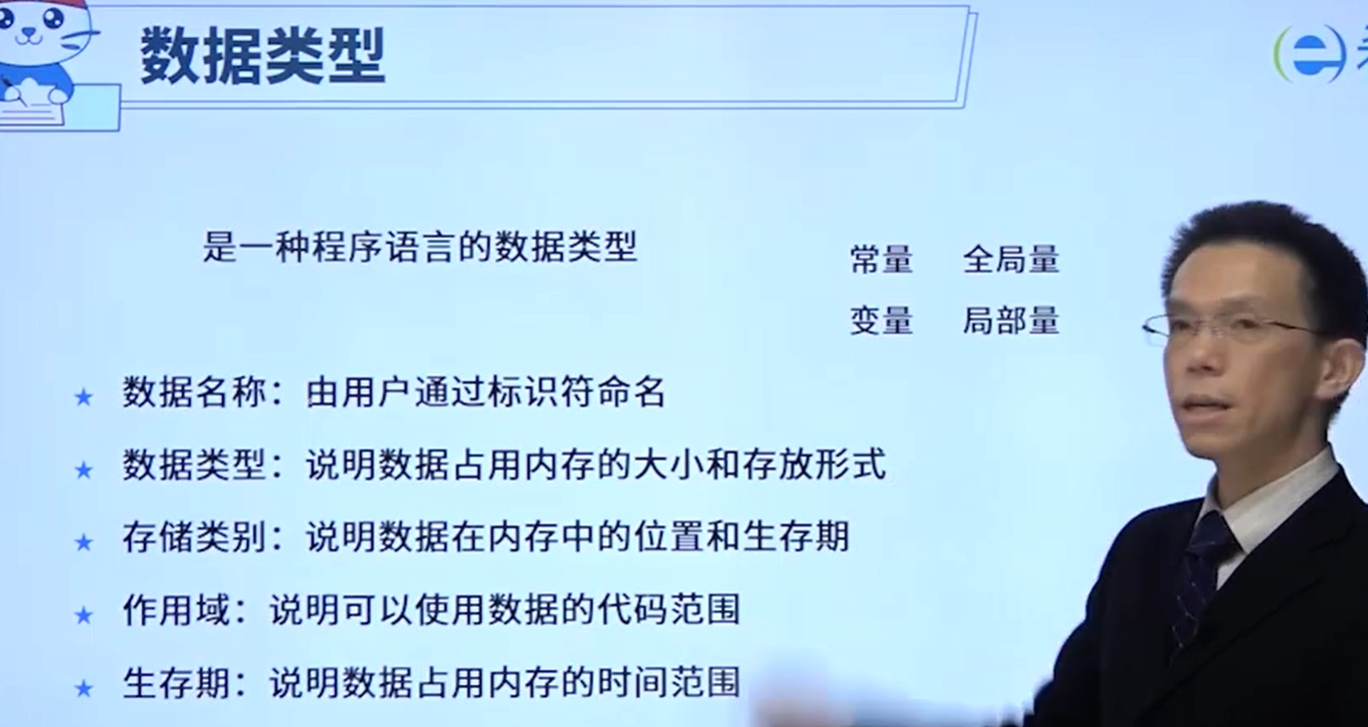 数据类型
是一种程序语言的数据类型
常量 全局量
变量 局部量
★ 数据名称：由用户通过标识符命名
★ 数据类型：说明数据占用内存的大小和存放形式
★ 存储类别：说明数据在内存中的位置和生存期
★ 作用域：说明可以使用数据的代码范围
★ 生存期：说明数据占用内存的时间范围